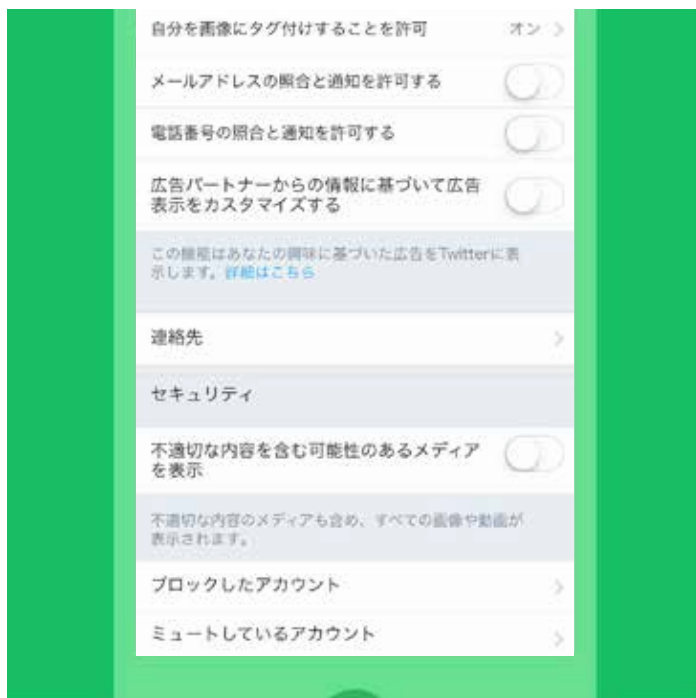 自分を画像にタグ付けすることを許可 オン
メールアドレスの照合と通知を許可する
電話番号の照合と通知を許可する
広告パートナーからの情報に基づいて広告
表示をカスタマイズする
この機能はあなたの興味に基づいた広告をTwitterに表
示します。詳細はこちら
連絡先
セキュリティ
不適切な内容を含む可能性のあるメディア
を表示
不適切な内容のメディアも含め、すべての画像や動画が
表示されます。
ブロックしたアカウント
ミュートしているアカウント